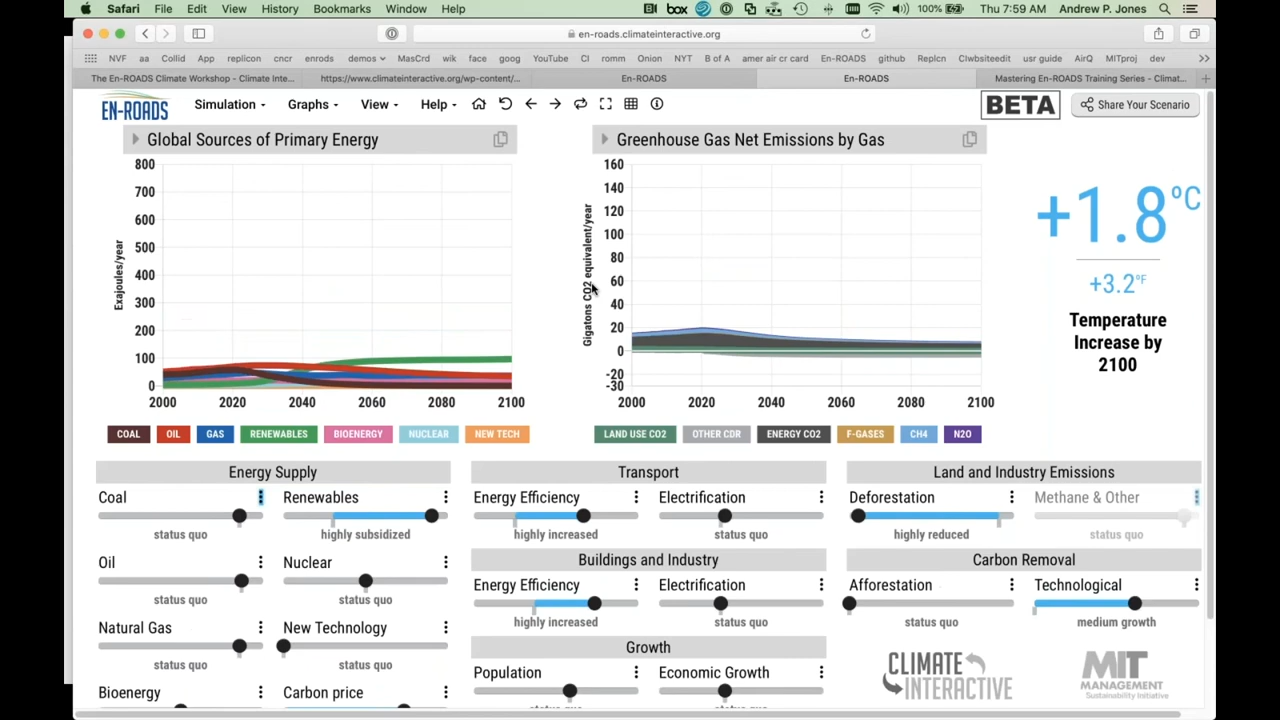 Safari File Edit View History Bookmarks Window Help box 100% Thu 7:59 AM Andrew P. Jones
en-roads.climateinteractive.org
NVF aa Collab jet replicon cncr enrods demos MasCrd wik face goog YouTube CI romm Onion NYT B of A amer air cr card En-ROADS github Replcn Clwbsiteedit usr guide AirQ MITproj dev
The En-ROADS Climate Workshop - Climate Inte... https://www.climateinteractive.org/wp-content/... En-ROADS En-ROADS Mastering En-ROADS Training Series - Climat...
EN-ROADS Simulation Graphs View Help BETA Share Your Scenario
Global Sources of Primary Energy
Exajoules/year
800
700
600
500
400
300
200
100
0
2000 2020 2040 2060 2080 2100
COAL OIL GAS RENEWABLES BIOENERGY NUCLEAR NEW TECH
Greenhouse Gas Net Emissions by Gas
Gigatons CO2 equivalent/year
160
140
120
100
80
60
40
20
0
-20
-30
2000 2020 2040 2060 2080 2100
LAND USE CO2 OTHER CDR ENERGY CO2 F-GASES CH4 N2O
+1.8°C
+3.2°F
Temperature
Increase by
2100
Energy Supply
Coal Renewables
status quo highly subsidized
Oil Nuclear
status quo status quo
Natural Gas New Technology
status quo status quo
Bioenergy Carbon price
Transport
Energy Efficiency Electrification
highly increased status quo
Buildings and Industry
Energy Efficiency Electrification
highly increased status quo
Growth
Population Economic Growth
Land and Industry Emissions
Deforestation Methane & Other
highly reduced status quo
Carbon Removal
Afforestation Technological
status quo medium growth
CLIMATE
INTERACTIVE
MIT
MANAGEMENT
Sustainability Initiative